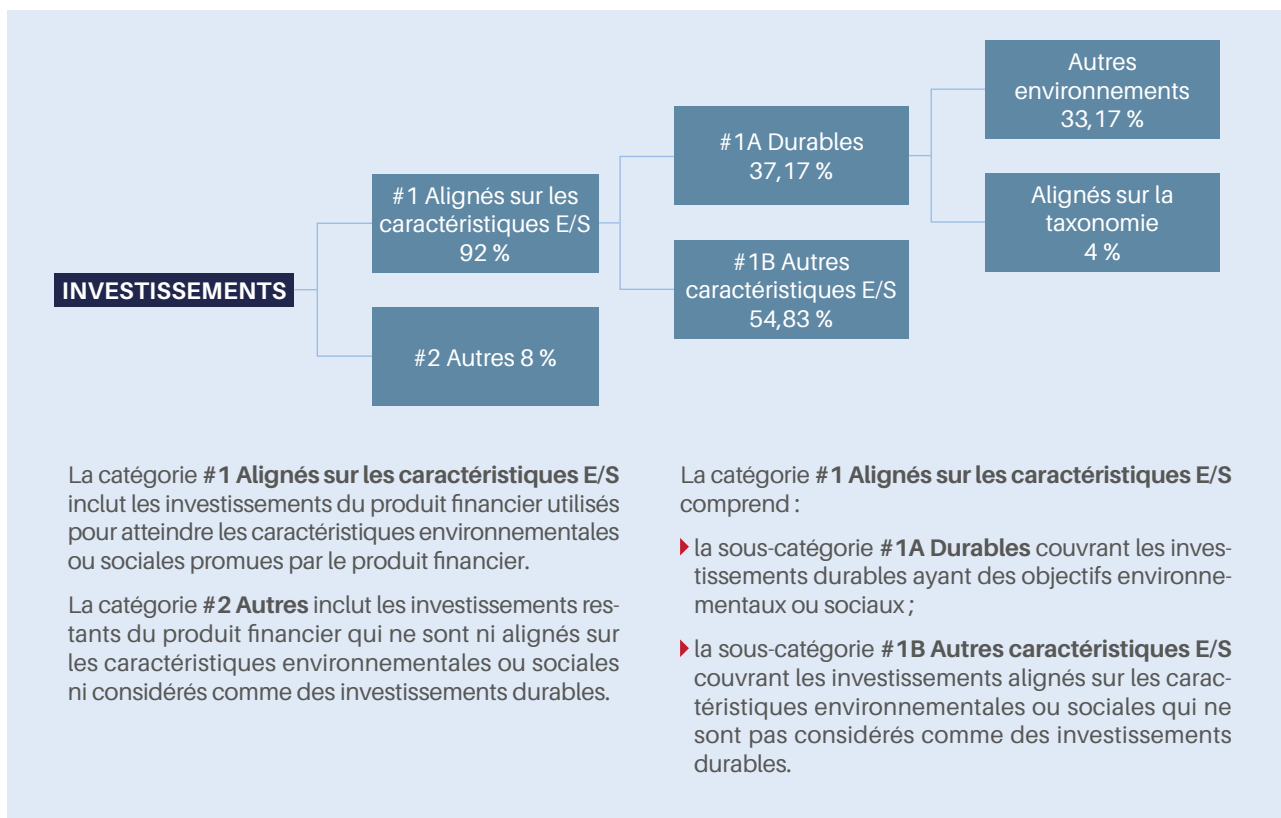 Autres
environnements
33,17 %
#1A Durables
37,17 %
Alignés sur la
taxonomie
4 %
#1 Alignés sur les
caractéristiques E/S
92 %
#1B Autres
caractéristiques E/S
54,83 %
INVESTISSEMENTS
#2 Autres 8 %
La catégorie #1 Alignés sur les caractéristiques E/S
inclut les investissements du produit financier utilisés
pour atteindre les caractéristiques environnementales
ou sociales promues par le produit financier.
La catégorie #2 Autres inclut les investissements res-
tants du produit financier qui ne sont ni alignés sur
les caractéristiques environnementales ou sociales
ni considérés comme des investissements durables.
La catégorie #1 Alignés sur les caractéristiques E/S
comprend :
la sous-catégorie #1A Durables couvrant les inves-
tissements durables ayant des objectifs environne-
mentaux ou sociaux ;
la sous-catégorie #1B Autres caractéristiques E/S
couvrant les investissements alignés sur les carac-
téristiques environnementales ou sociales qui ne
sont pas considérés comme des investissements
durables.